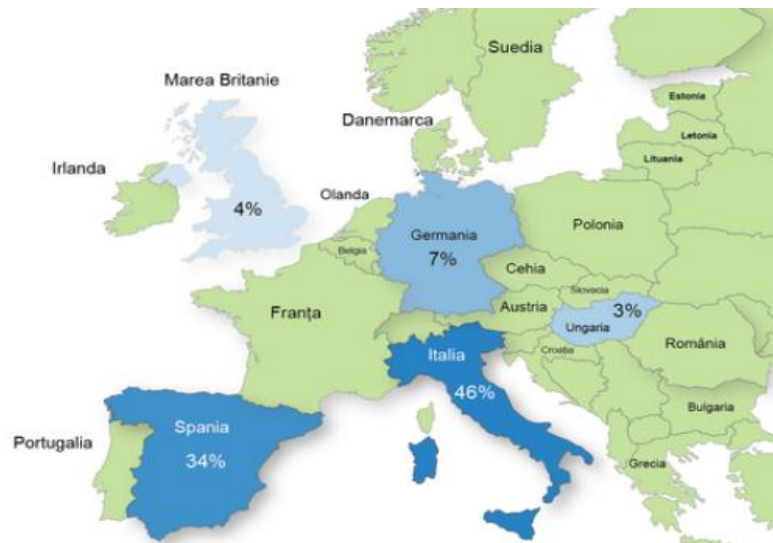 Suedia
Marea Britanie
Estonia
Danemarca
Letonia
Lituania
Irlanda
Olanda
4%
Polonia
Germania
Belgia
7%
Cehia
Slovacia
Austria
3%
Franța
Ungaria
România
Italia
Croația
46%
Bulgaria
Spania
Portugalia
34%
Grecia